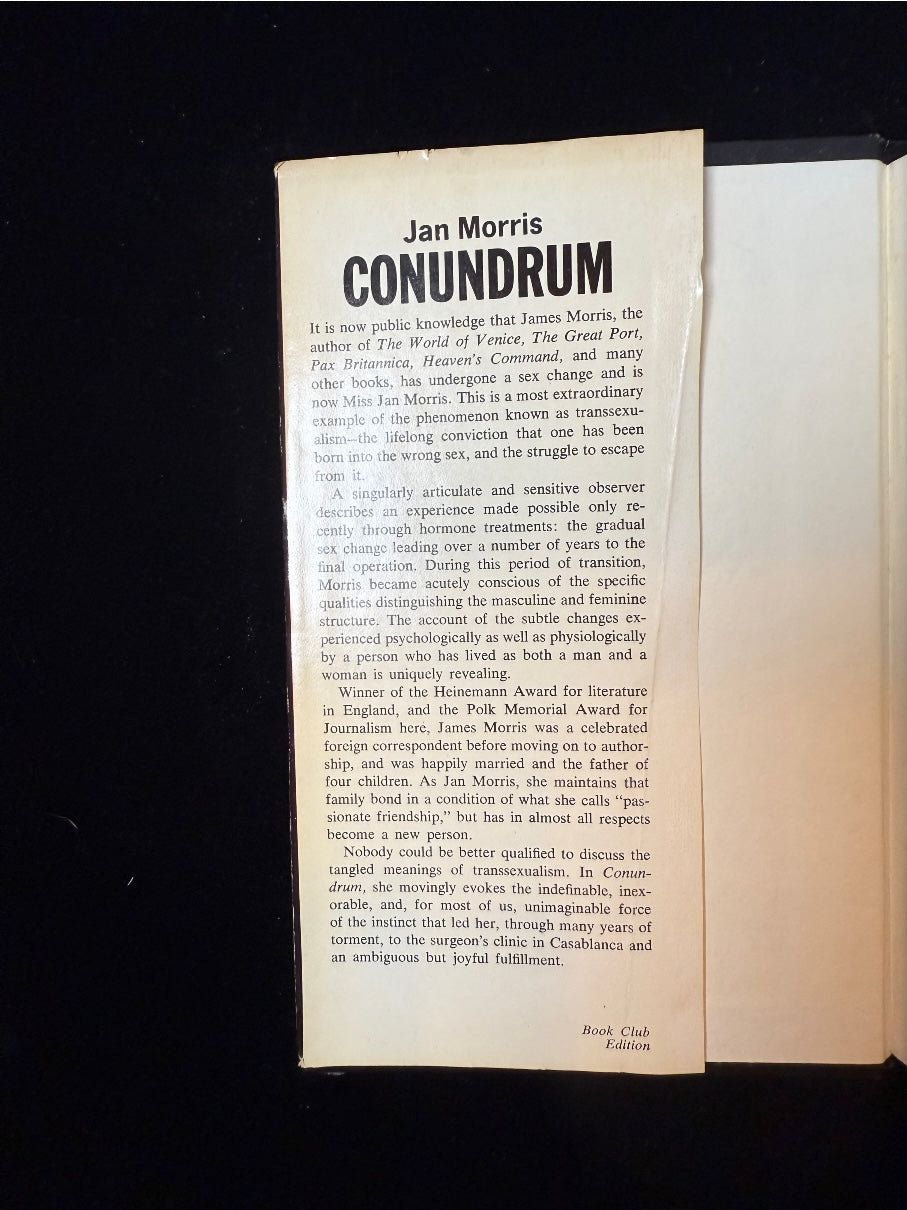 Jan Morris
CONUNDRUM
It is now public knowledge that James Morris, the
author of The World of Venice, The Great Port,
Pax Britannica, Heaven's Command, and many
other books, has undergone a sex change and is
now Miss Jan Morris. This is a most extraordinary
example of the phenomenon known as transsexu-
alism—the lifelong conviction that one has been
born into the wrong sex, and the struggle to escape
from it.
A singularly articulate and sensitive observer
describes an experience made possible only re-
cently through hormone treatments: the gradual
sex change leading over a number of years to the
final operation. During this period of transition,
Morris became acutely conscious of the specific
qualities distinguishing the masculine and feminine
structure. The account of the subtle changes ex-
perienced psychologically as well as physiologically
by a person who has lived as both a man and a
woman is uniquely revealing.
Winner of the Heinemann Award for literature
in England, and the Polk Memorial Award for
Journalism here, James Morris was a celebrated
foreign correspondent before moving on to author-
ship, and was happily married and the father of
four children. As Jan Morris, she maintains that
family bond in a condition of what she calls "pas-
sionate friendship," but has in almost all respects
become a new person.
Nobody could be better qualified to discuss the
tangled meanings of transsexualism. In Conun-
drum, she movingly evokes the indefinable, inex-
orable, and, for most of us, unimaginable force
of the instinct that led her, through many years of
torment, to the surgeon's clinic in Casablanca and
an ambiguous but joyful fulfillment.
Book Club
Edition